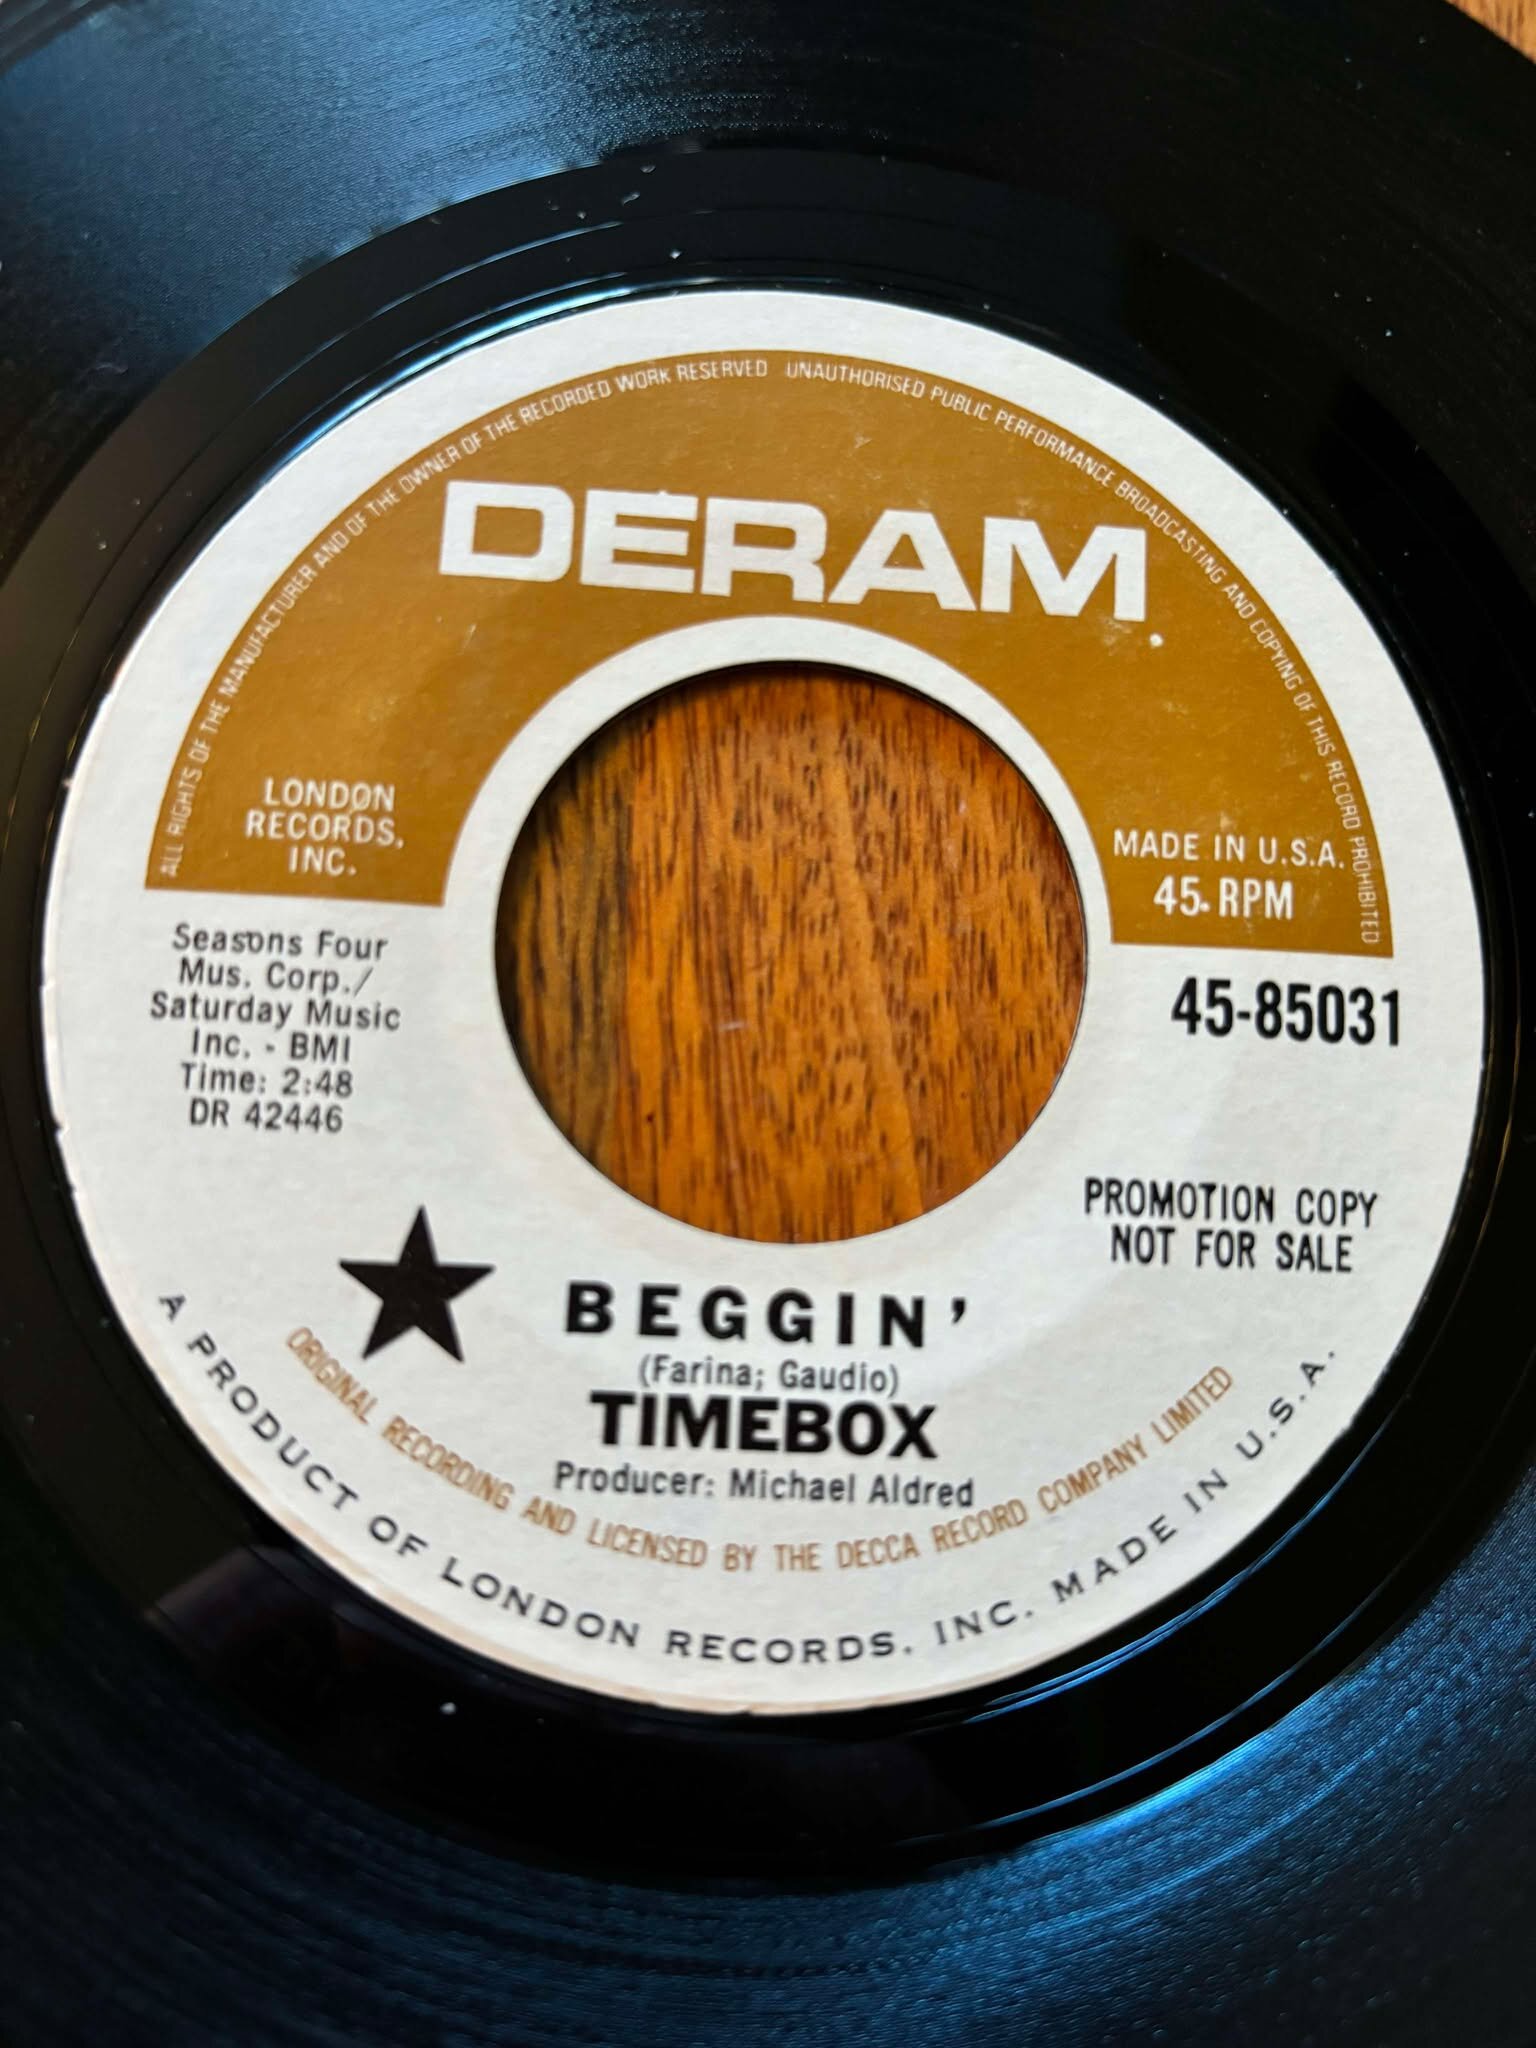 ALL RIGHTS OF THE MANUFACTURER AND OF THE OWNER OF THE RECORDED WORK RESERVED UNAUTHORISED PUBLIC PERFORMANCE BROADCASTING AND COPYING OF THIS RECORD PROHIBITED
DERAM
LONDON
RECORDS,
INC.
MADE IN U.S.A.
45 RPM
Seasons Four
Mus. Corp./
Saturday Music
Inc. - BMI
Time: 2:48
DR 42446
45-85031
PROMOTION COPY
NOT FOR SALE
BEGGIN'
(Farina; Gaudio)
TIMEBOX
Producer: Michael Aldred
ORIGINAL RECORDING AND LICENSED BY THE DECCA RECORD COMPANY LIMITED
A PRODUCT OF LONDON RECORDS, INC. MADE IN U.S.A.